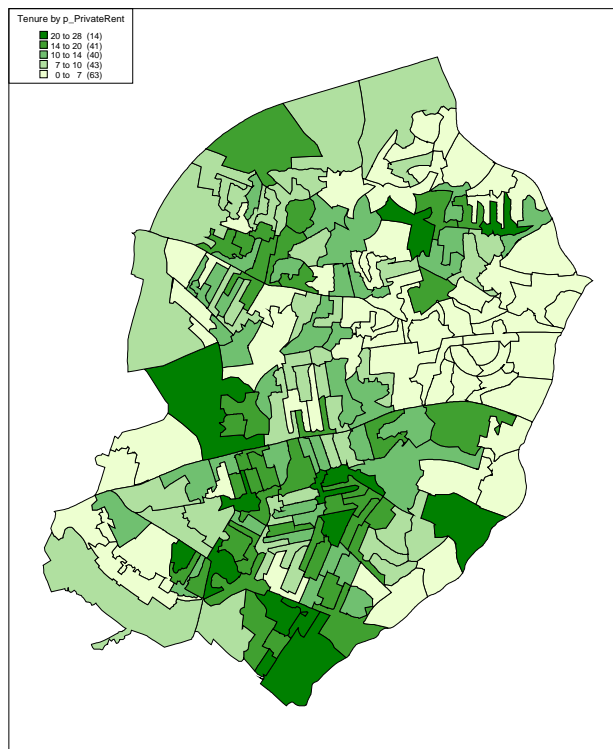 Tenure by p_PrivateRent
20 to 28 (14)
14 to 20 (41)
10 to 14 (40)
7 to 10 (43)
0 to 7 (63)